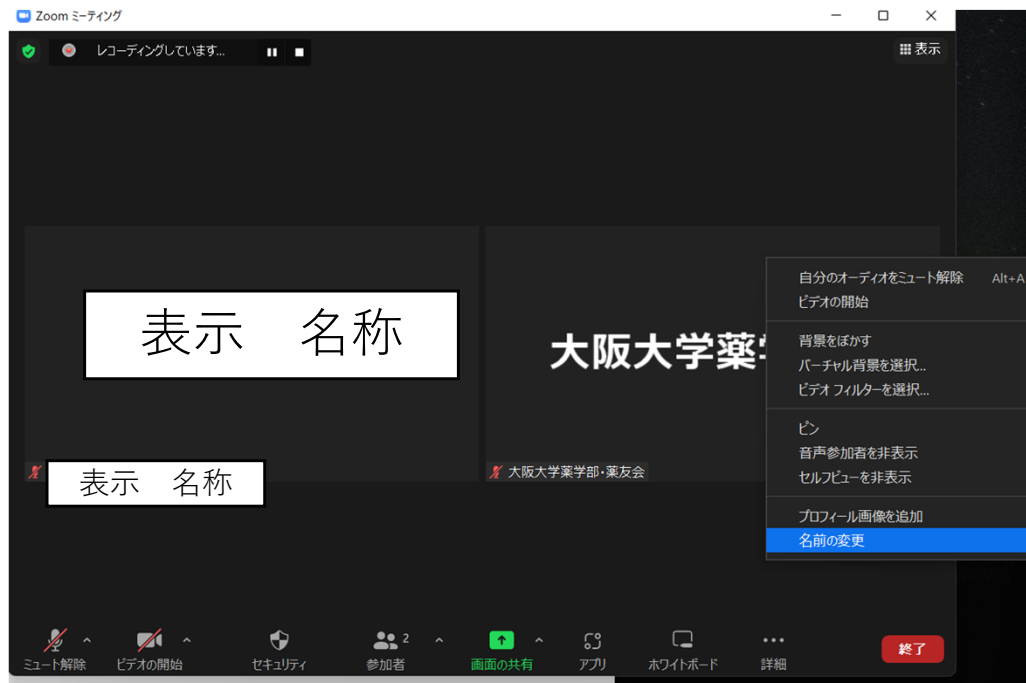 Zoom ミーティング
レコーディングしています...
表示
表示 名称
大阪大学薬
表示 名称
大阪大学薬学部・薬友会
自分のオーディオをミュート解除 Alt+A
ビデオの開始
背景をぼかす
バーチャル背景を選択...
ビデオ フィルターを選択...
ピン
音声参加者を非表示
セルフビューを非表示
プロフィール画像を追加
名前の変更
ミュート解除
ビデオの開始
セキュリティ
参加者
2
画面の共有
アプリ
ホワイトボード
詳細
終了